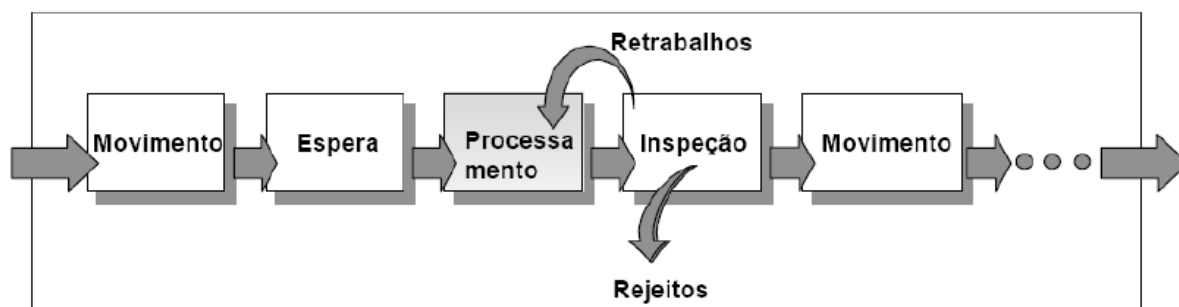 Retrabalhos
Movimento
Espera
Processa
mento
Inspeção
Movimento
Rejeitos